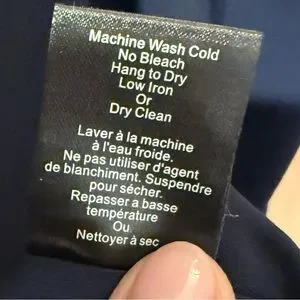 Machine Wash Cold
No Bleach
Hang to Dry
Low Iron
Or
Dry Clean
Laver à la machine
à l'eau froide.
Ne pas utiliser d'agent
de blanchiment. Suspendre
pour sécher.
Repasser a basse
température
Ou
Nettoyer à sec